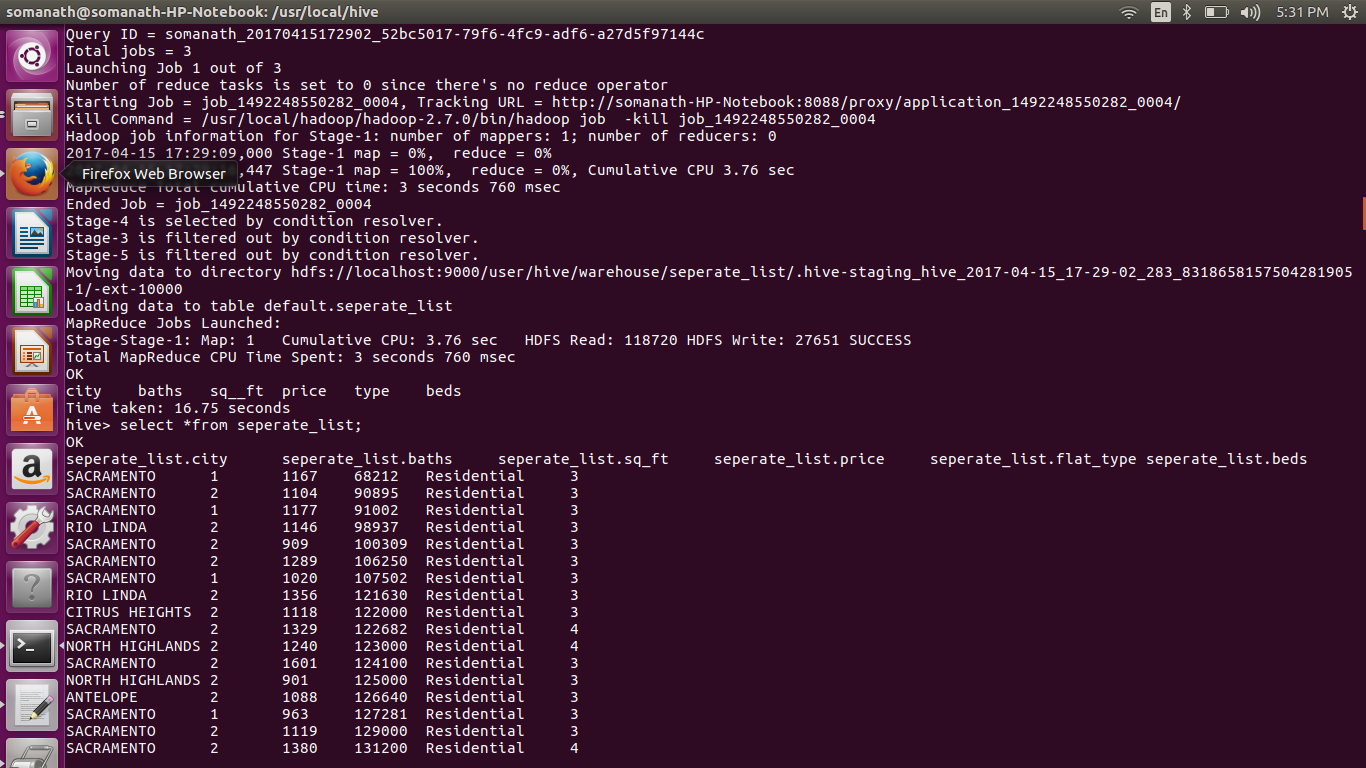 somanath@somanath-HP-Notebook: /usr/local/hive
En
5:31 PM
Query ID = somanath_20170415172902_52bc5017-79f6-4fc9-adf6-a27d5f97144c
Total jobs = 3
Launching Job 1 out of 3
Number of reduce tasks is set to 0 since there's no reduce operator
Starting Job = job_1492248550282_0004, Tracking URL = http://somanath-HP-Notebook:8088/proxy/application_1492248550282_0004/
Kill Command = /usr/local/hadoop/hadoop-2.7.0/bin/hadoop job  -kill job_1492248550282_0004
Hadoop job information for Stage-1: number of mappers: 1; number of reducers: 0
2017-04-15 17:29:09,000 Stage-1 map = 0%,  reduce = 0%
Firefox Web Browser
,447 Stage-1 map = 100%,  reduce = 0%, Cumulative CPU 3.76 sec
MapReduce Total cumulative CPU time: 3 seconds 760 msec
Ended Job = job_1492248550282_0004
Stage-4 is selected by condition resolver.
Stage-3 is filtered out by condition resolver.
Stage-5 is filtered out by condition resolver.
Moving data to directory hdfs://localhost:9000/user/hive/warehouse/seperate_list/.hive-staging_hive_2017-04-15_17-29-02_283_8318658157504281905
-1/-ext-10000
Loading data to table default.seperate_list
MapReduce Jobs Launched:
Stage-Stage-1: Map: 1   Cumulative CPU: 3.76 sec   HDFS Read: 118720 HDFS Write: 27651 SUCCESS
Total MapReduce CPU Time Spent: 3 seconds 760 msec
OK
city    baths   sq__ft  price   type    beds
Time taken: 16.75 seconds
hive> select *from seperate_list;
OK
seperate_list.city      seperate_list.baths     seperate_list.sq_ft     seperate_list.price     seperate_list.flat_type seperate_list.beds
SACRAMENTO      1       1167    68212   Residential     3
SACRAMENTO      2       1104    90895   Residential     3
SACRAMENTO      1       1177    91002   Residential     3
RIO LINDA       2       1146    98937   Residential     3
SACRAMENTO      2       909     100309  Residential     3
SACRAMENTO      2       1289    106250  Residential     3
SACRAMENTO      1       1020    107502  Residential     3
RIO LINDA       2       1356    121630  Residential     3
CITRUS HEIGHTS  2       1118    122000  Residential     3
SACRAMENTO      2       1329    122682  Residential     4
NORTH HIGHLANDS 2       1240    123000  Residential     4
SACRAMENTO      2       1601    124100  Residential     3
NORTH HIGHLANDS 2       901     125000  Residential     3
ANTELOPE        2       1088    126640  Residential     3
SACRAMENTO      1       963     127281  Residential     3
SACRAMENTO      2       1119    129000  Residential     3
SACRAMENTO      2       1380    131200  Residential     4